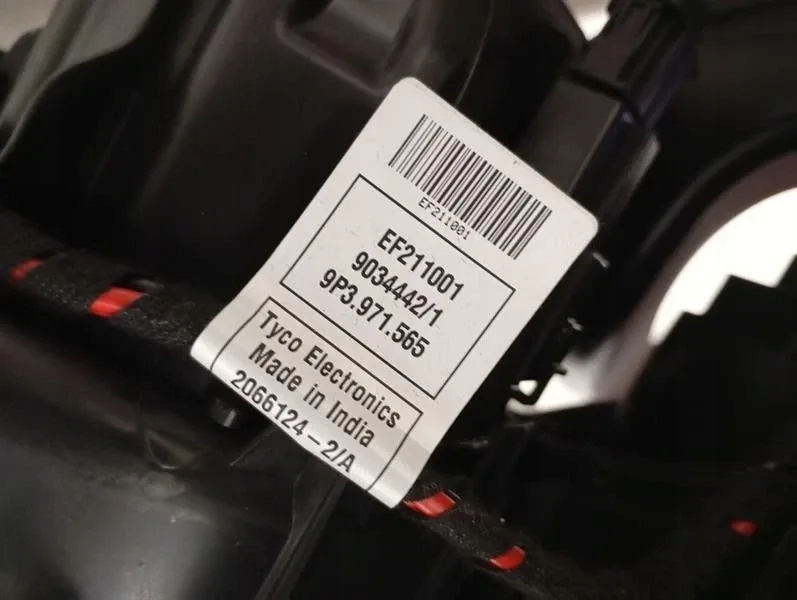 EF211001
EF211001
9034442/1
9P3.971.565
Tyco Electronics
Made in India
2066124-2/A